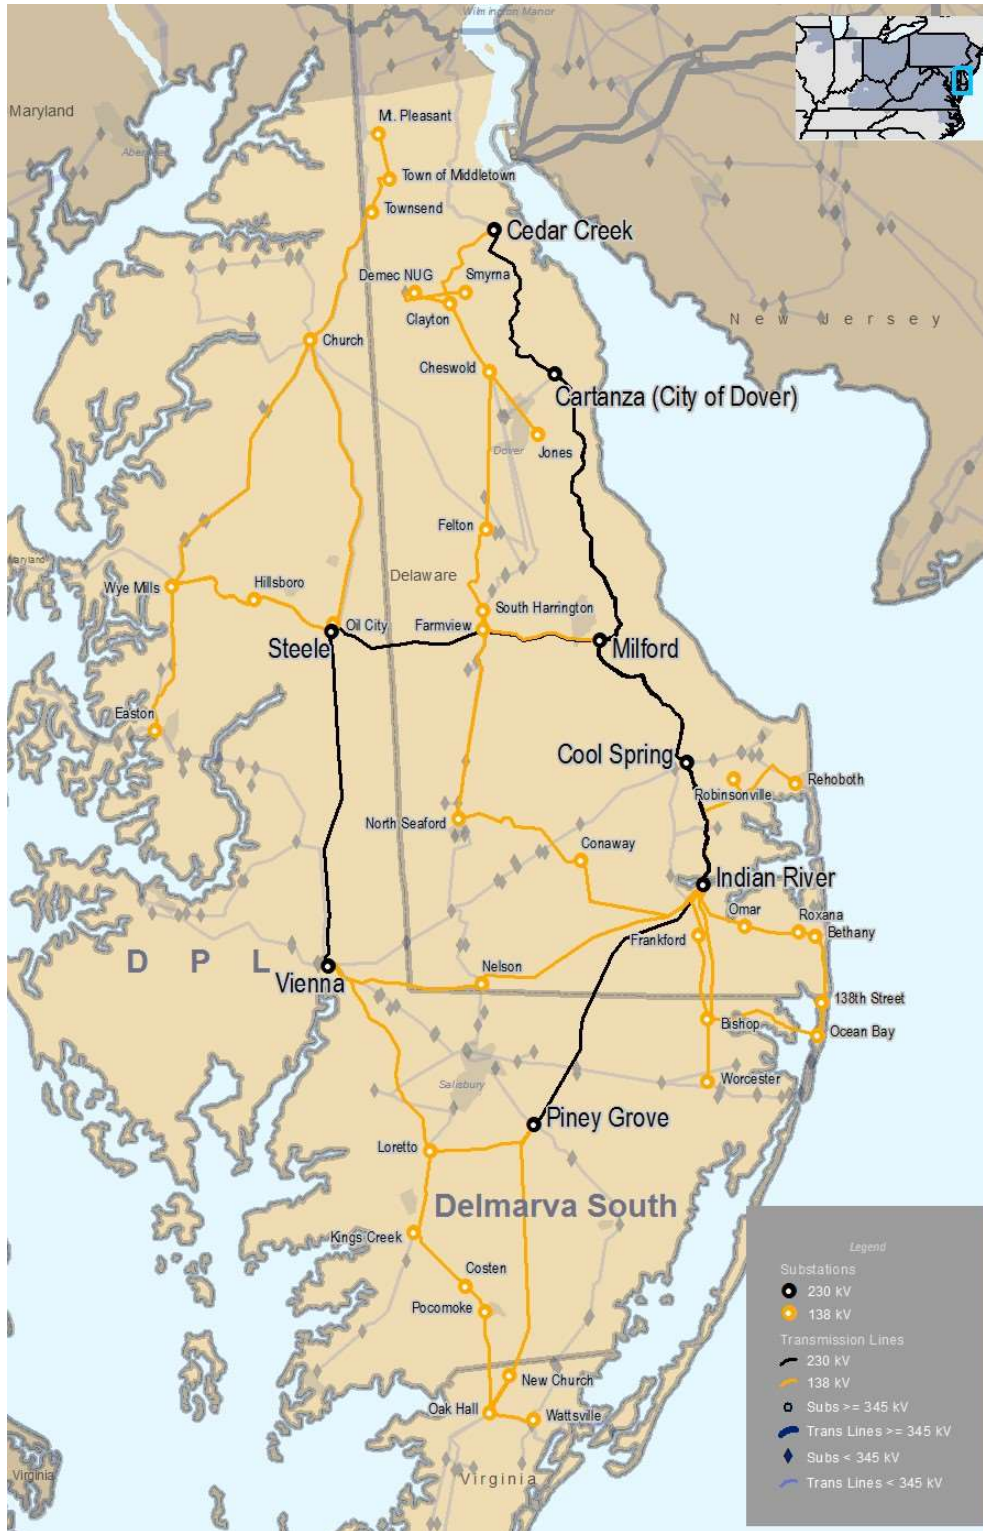 Wilmington Manor
Maryland
Mt. Pleasant
Town of Middletown
Townsend
Cedar Creek
Demec NUG
Smyrna
Clayton
New Jersey
Church
Cheswold
Cartanza (City of Dover)
Dover
Jones
Felton
Maryland
Delaware
Wye Mills
Hillsboro
South Harrington
Oil City
Farmview
Steele
Milford
Easton
Cool Spring
Rehoboth
Robinsonville
North Seaford
Conaway
Indian River
Omar
Roxana
Frankford
Bethany
D P L
Nelson
Vienna
138th Street
Bishop
Ocean Bay
Salisbury
Worcester
Piney Grove
Loretto
Delmarva South
Kings Creek
Costen
Pocomoke
New Church
Oak Hall
Wattsville
Virginia
Virginia
Legend
Substations
230 kV
138 kV
Transmission Lines
230 kV
138 kV
Subs >= 345 kV
Trans Lines >= 345 kV
Subs < 345 kV
Trans Lines < 345 kV